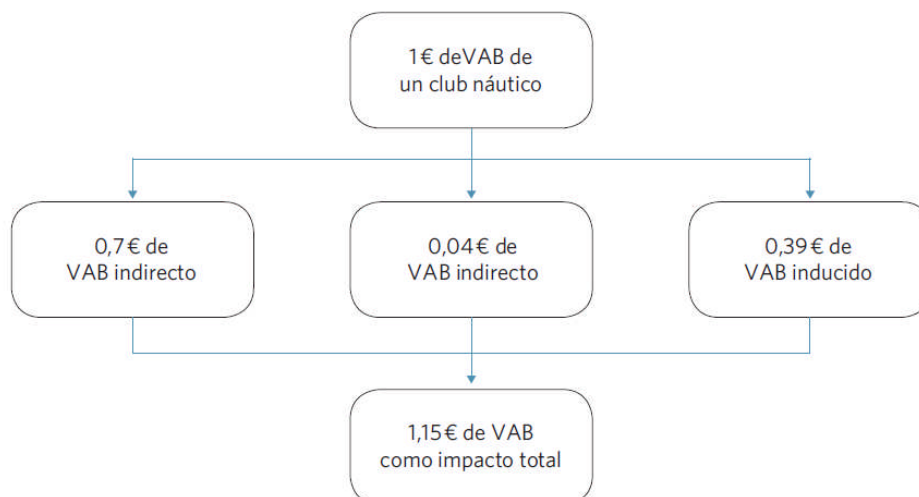 1€ deVAB de
un club náutico
0,7€ de
VAB indirecto
0,04€ de
VAB indirecto
0,39€ de
VAB inducido
1,15€ de VAB
como impacto total